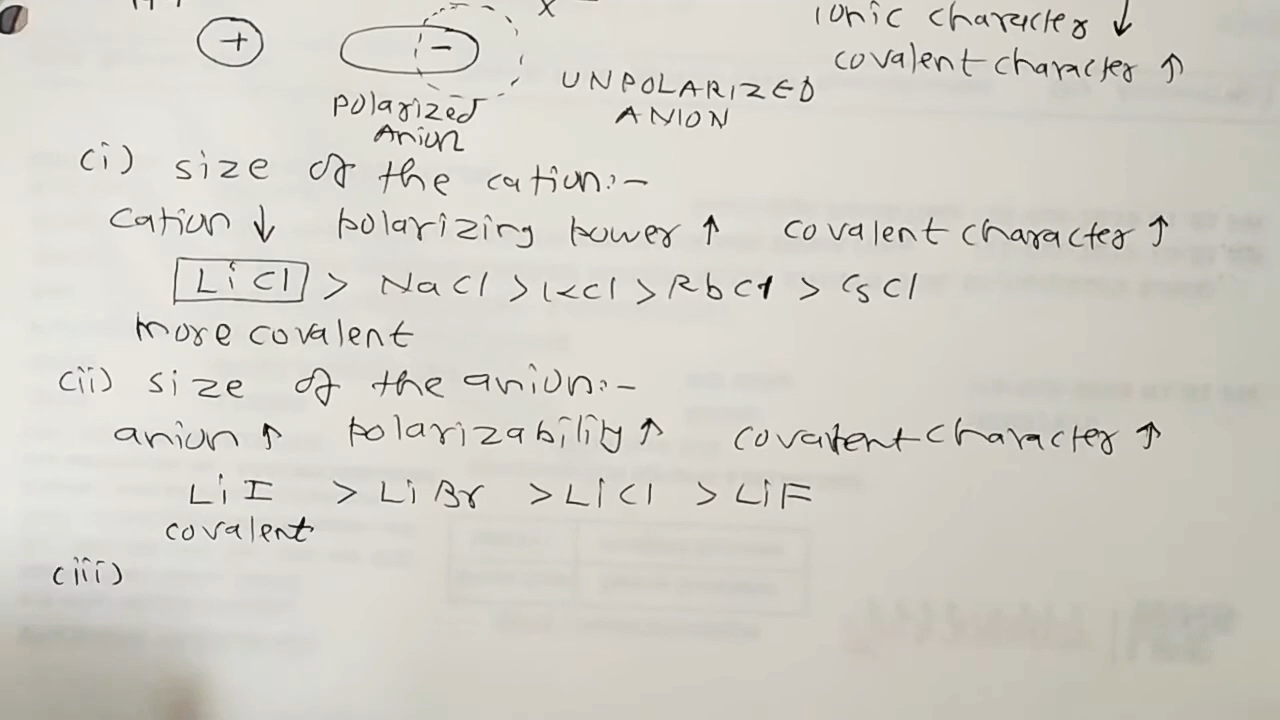 x
ionic character ↓
covalent character ↑
+
−
polarized
Anion
UNPOLARIZED
ANION
(i) size of the cation:-
Cation ↓ polarizing power ↑ covalent character ↑
LiCl > NaCl > KCl > RbCl > CsCl
more covalent
(ii) size of the anion:-
anion ↑ polarizability ↑ covalent character ↑
LiI > LiBr > LiCl > LiF
covalent
(iii)